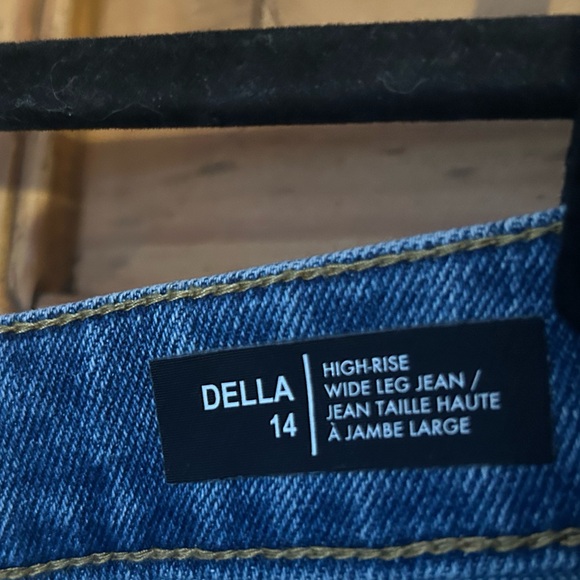 DELLA
14
HIGH-RISE
WIDE LEG JEAN /
JEAN TAILLE HAUTE
À JAMBE LARGE